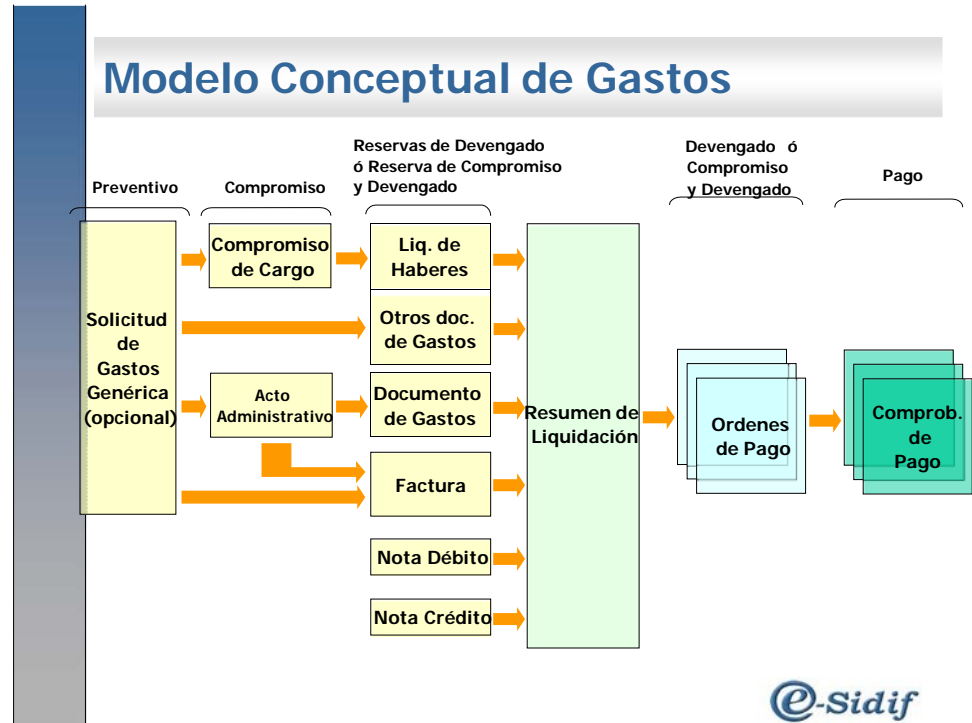 Modelo Conceptual de Gastos
Preventivo
Compromiso
Reservas de Devengado
ó Reserva de Compromiso
y Devengado
Devengado ó
Compromiso
y Devengado
Pago
Solicitud
de
Gastos
Genérica
(opcional)
Compromiso
de Cargo
Liq. de
Haberes
Otros doc.
de Gastos
Acto
Administrativo
Documento
de Gastos
Factura
Nota Débito
Nota Crédito
Resumen de
Liquidación
Ordenes
de Pago
Comprob.
de
Pago
e-Sidif